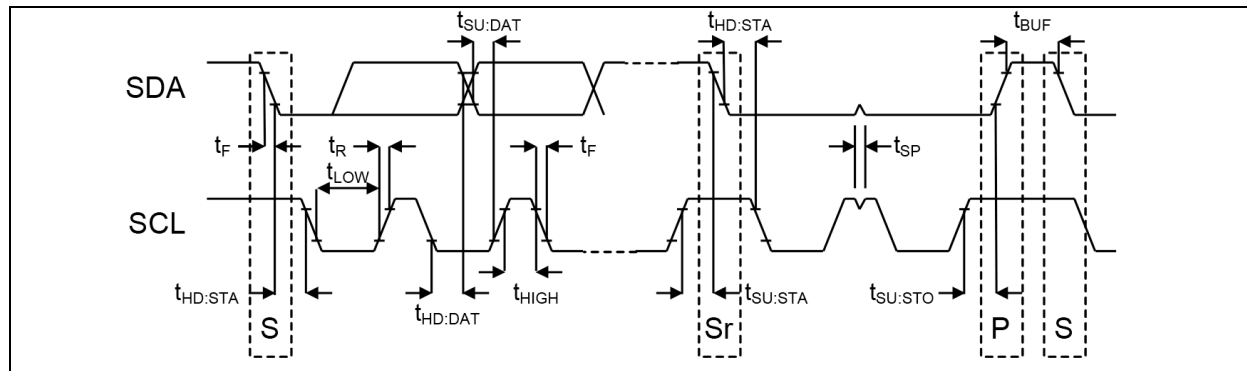 tSU:DAT
tHD:STA
tBUF
SDA
tF
tR
tLOW
tF
tSP
SCL
tHD:STA
tHD:DAT
tHIGH
tSU:STA
tSU:STO
S
Sr
P
S